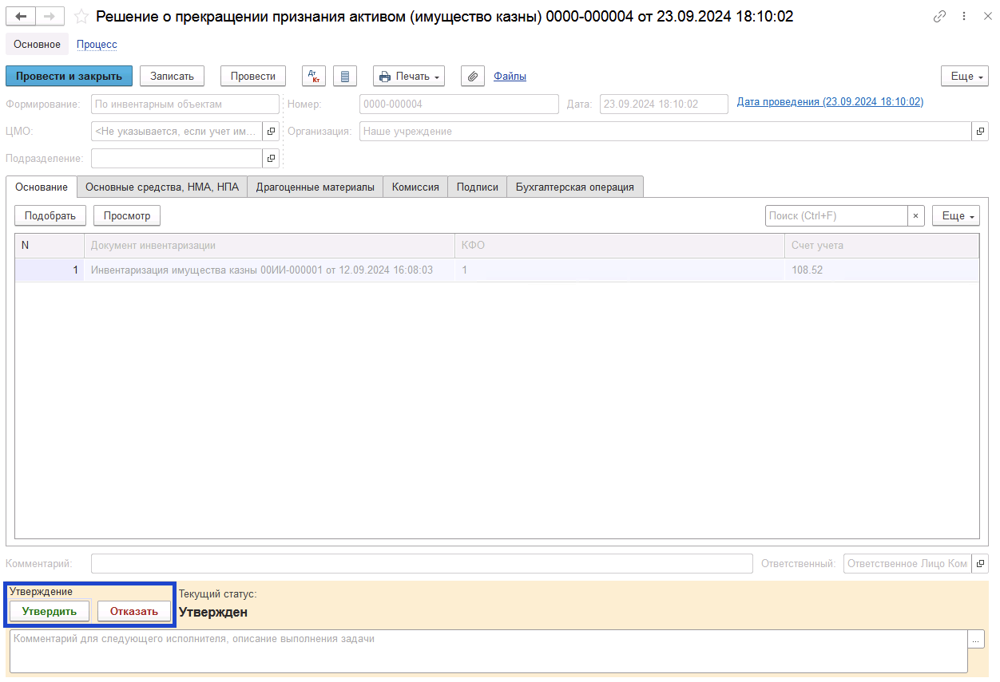 Решение о прекращении признания активом (имущество казны) 0000-000004 от 23.09.2024 18:10:02
Основное Процесс
Провести и закрыть Записать Провести Дт Кт Печать Файлы Еще
Формирование: По инвентарным объектам Номер: 0000-000004 Дата: 23.09.2024 18:10:02 Дата проведения (23.09.2024 18:10:02)
ЦМО: <Не указывается, если учет им... Организация: Наше учреждение
Подразделение:
Основание Основные средства, НМА, НПА Драгоценные материалы Комиссия Подписи Бухгалтерская операция
Подобрать Просмотр Поиск (Ctrl+F) × Еще
N Документ инвентаризации КФО Счет учета
1 Инвентаризация имущества казны 00ИИ-000001 от 12.09.2024 16:08:03 1 108.52
Комментарий: Ответственный: Ответственное Лицо Ком
Утверждение Текущий статус:
Утвердить Отказать Утвержден
Комментарий для следующего исполнителя, описание выполнения задачи ...